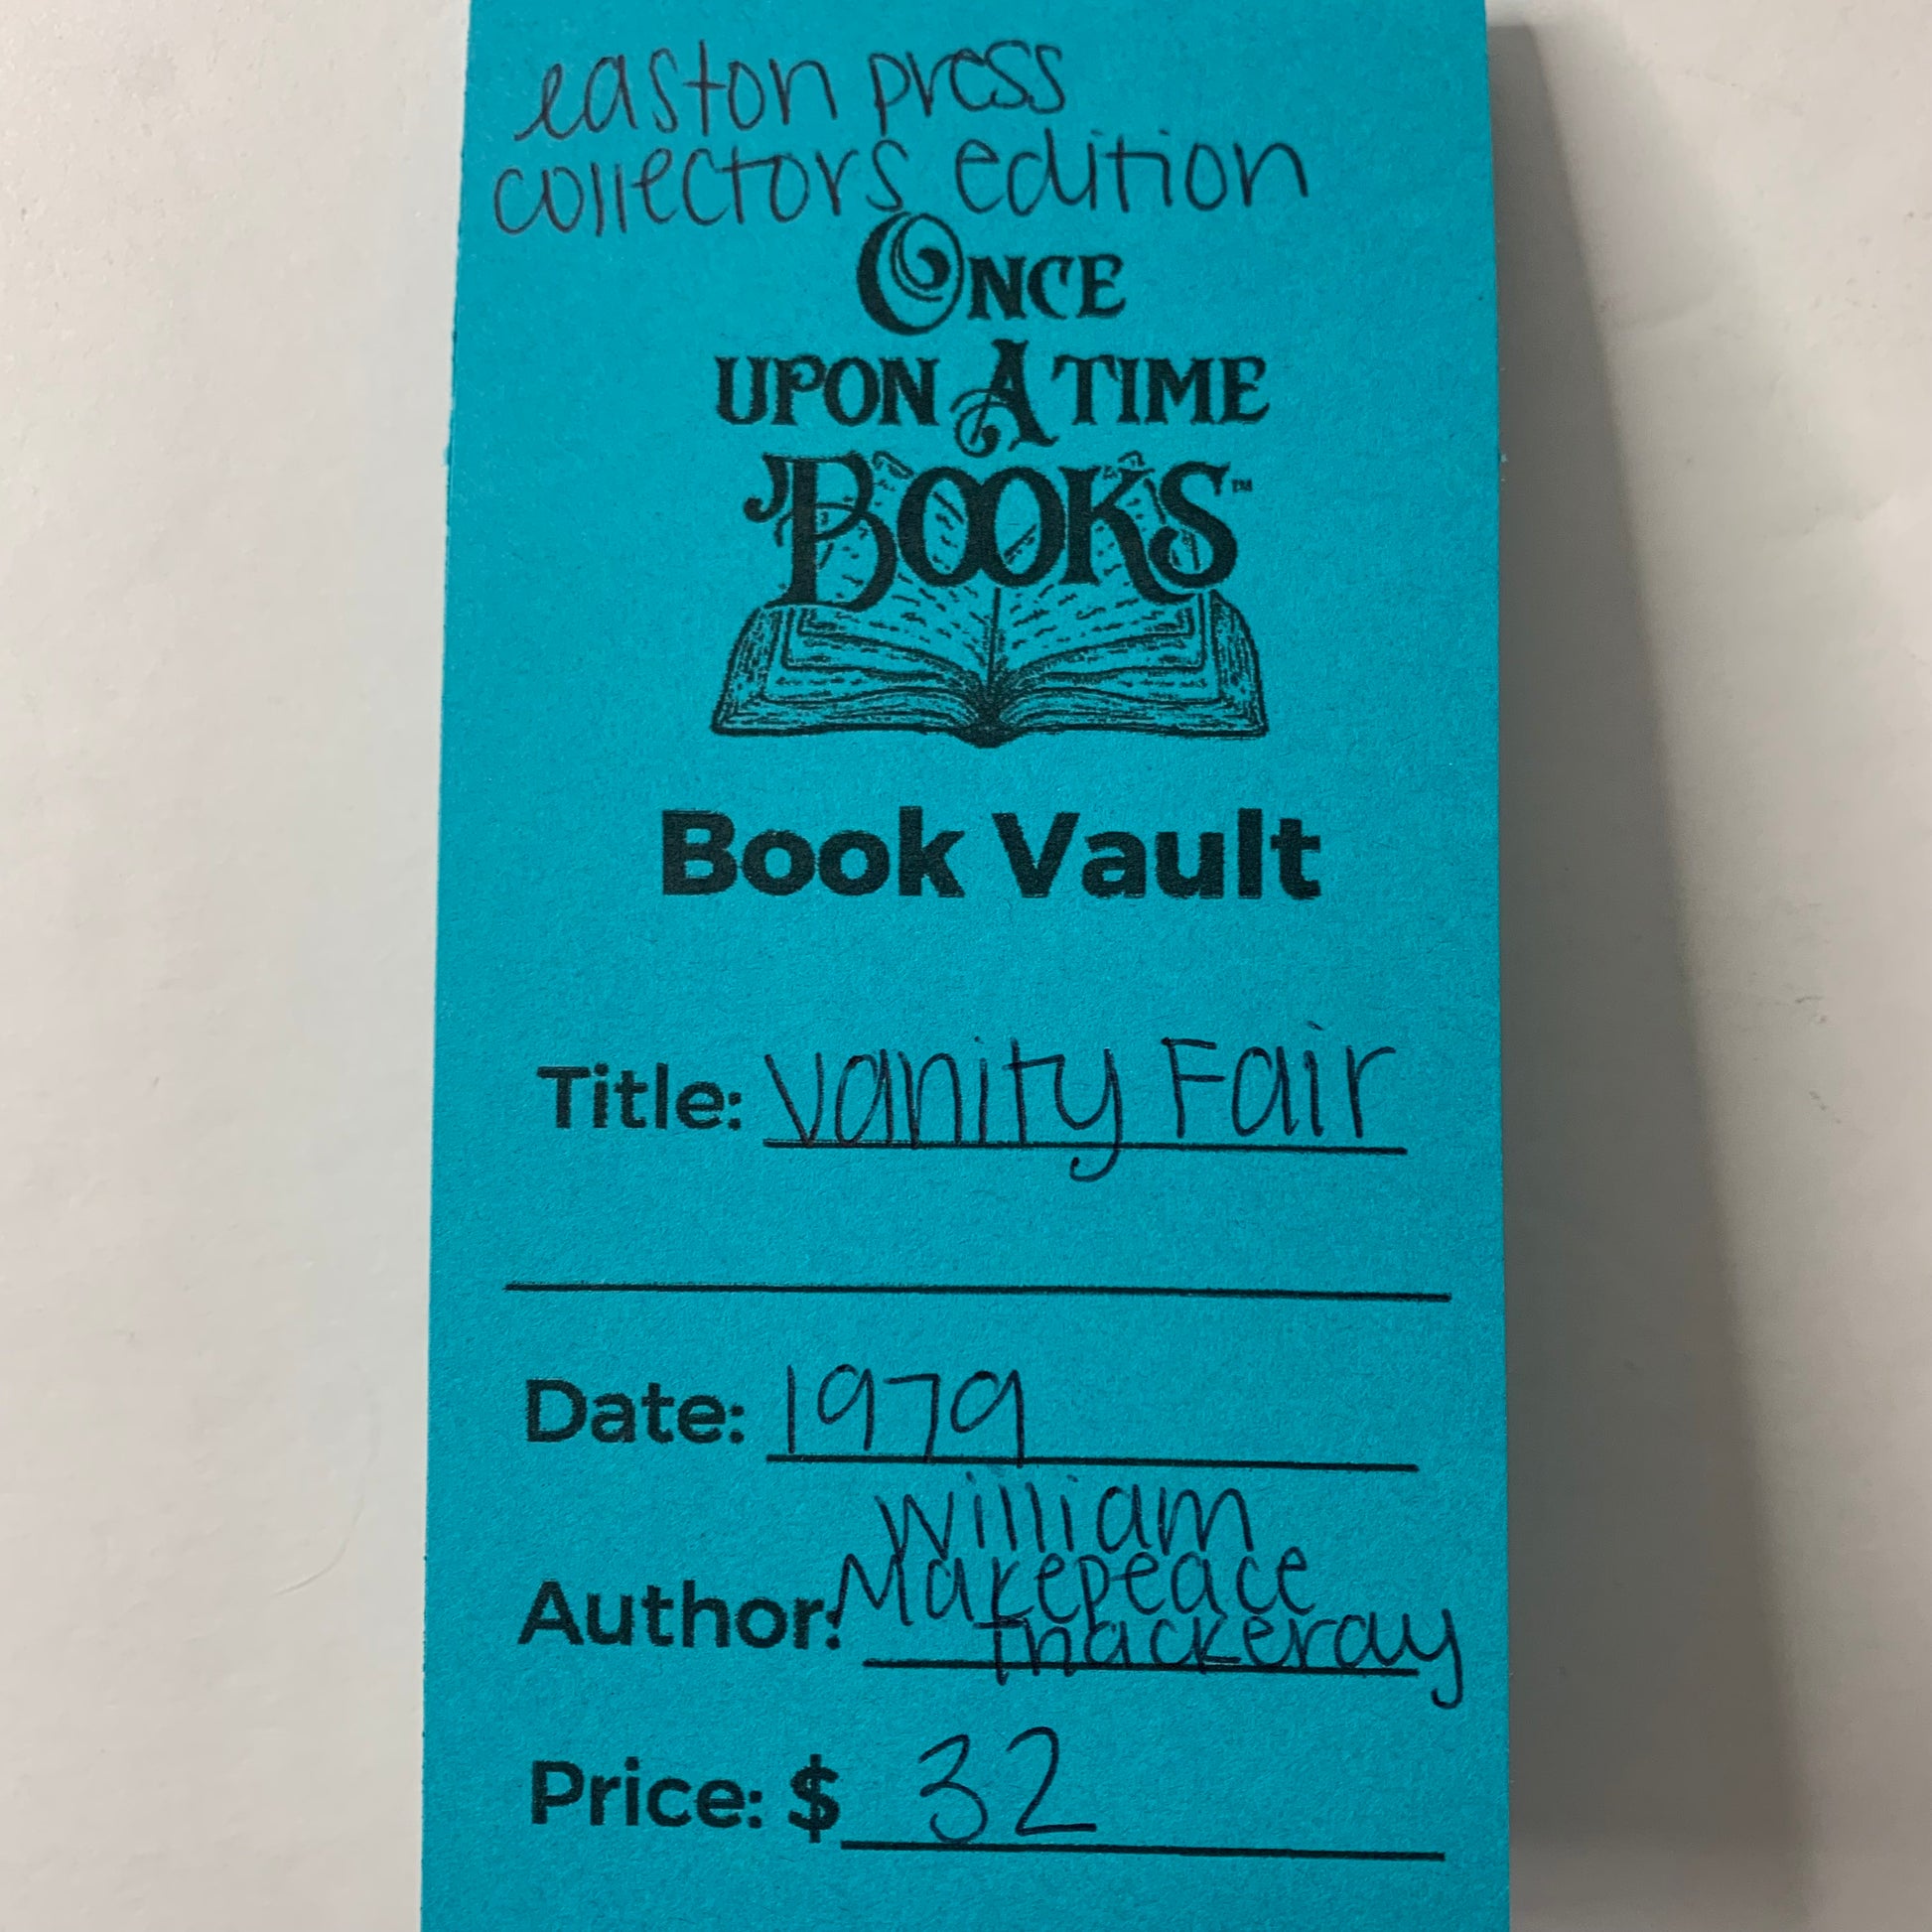 easton press
collectors edition
ONCE
UPON A TIME
BOOKS™
Book Vault
Title: Vanity Fair
Date: 1979
William
Makepeace
Author:
Thackeray
Price: $ 32